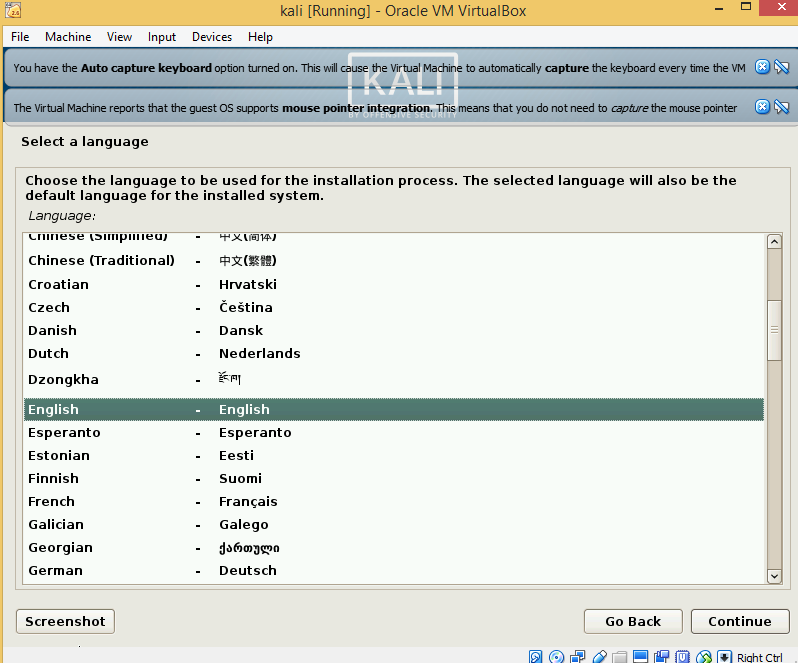 kali [Running] - Oracle VM VirtualBox
File Machine View Input Devices Help
You have the Auto capture keyboard option turned on. This will cause the Virtual Machine to automatically capture the keyboard every time the VM
KALI
The Virtual Machine reports that the guest OS supports mouse pointer integration. This means that you do not need to capture the mouse pointer
BY OFFENSIVE SECURITY
Select a language
Choose the language to be used for the installation process. The selected language will also be the
default language for the installed system.
Language:
Chinese (Simplified) - 中文(简体)
Chinese (Traditional) - 中文(繁體)
Croatian - Hrvatski
Czech - Čeština
Danish - Dansk
Dutch - Nederlands
Dzongkha - རྫོང་ཁ།
English - English
Esperanto - Esperanto
Estonian - Eesti
Finnish - Suomi
French - Français
Galician - Galego
Georgian - ქართული
German - Deutsch
Screenshot Go Back Continue
Right Ctrl